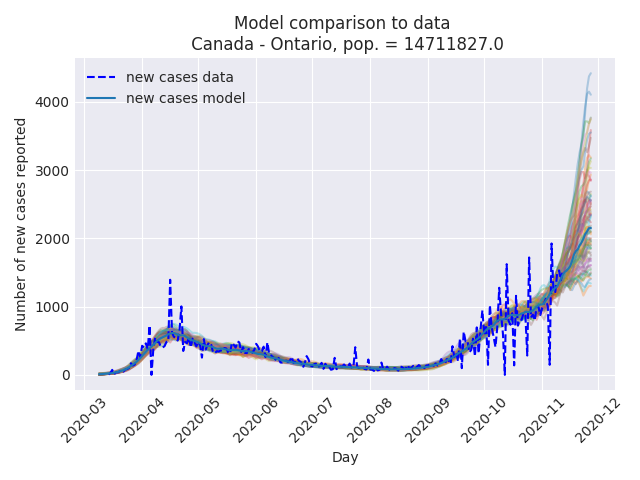 Model comparison to data
Canada - Ontario, pop. = 14711827.0
new cases data
new cases model
Number of new cases reported
4000
3000
2000
1000
0
2020-03
2020-04
2020-05
2020-06
2020-07
2020-08
2020-09
2020-10
2020-11
2020-12
Day